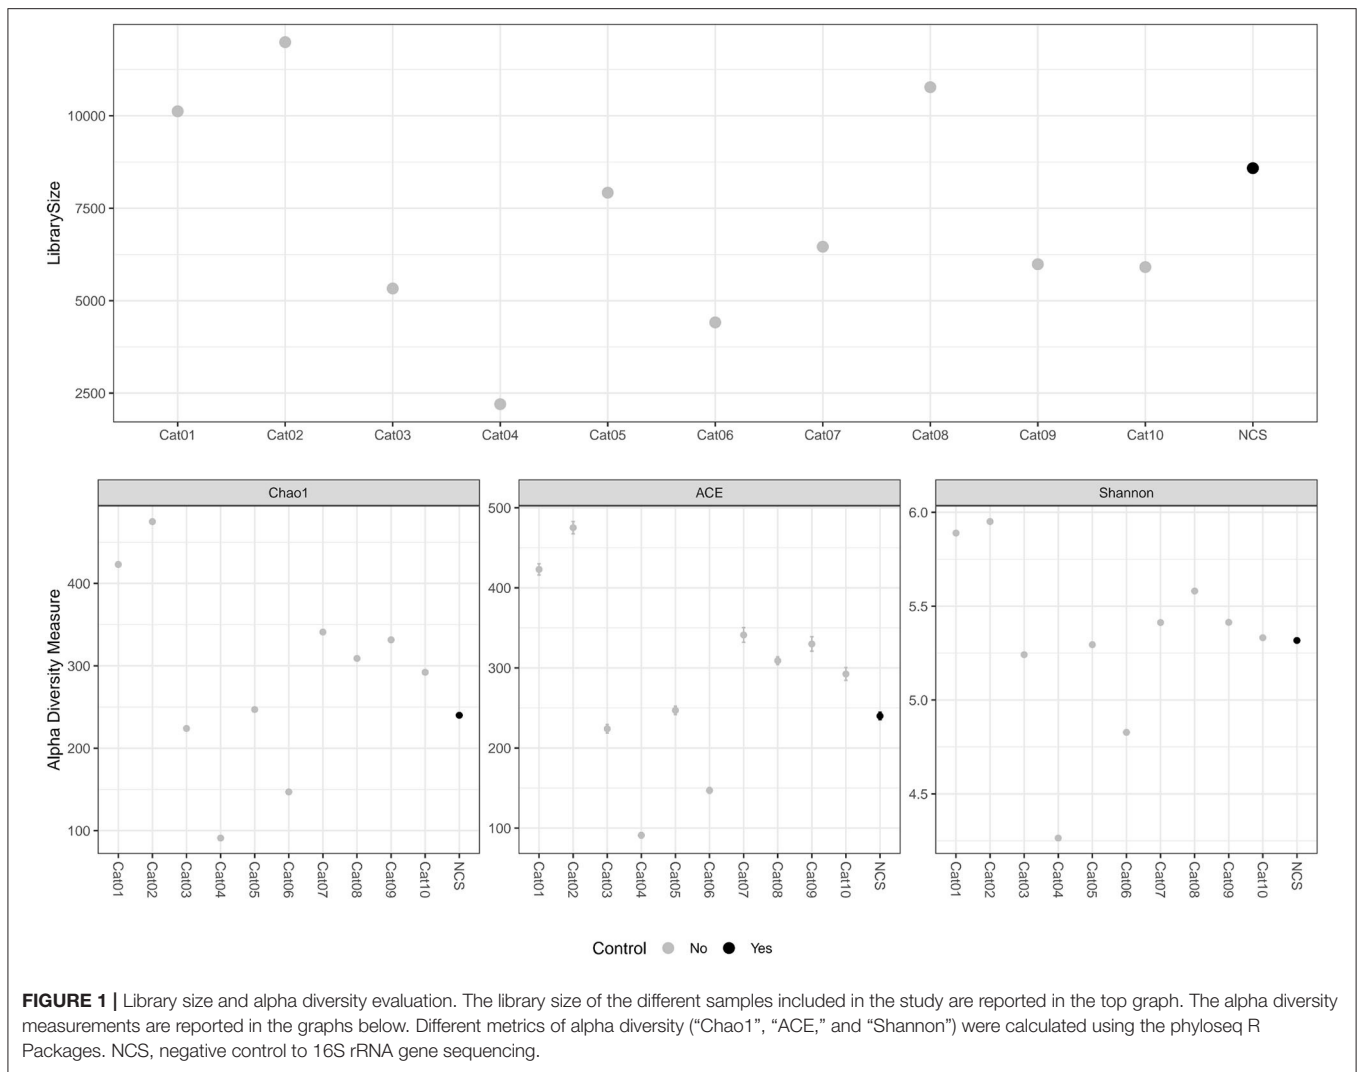 LibrarySize
10000
7500
5000
2500
Cat01 Cat02 Cat03 Cat04 Cat05 Cat06 Cat07 Cat08 Cat09 Cat10 NCS
Alpha Diversity Measure
Chao1
400
300
200
100
Cat01 Cat02 Cat03 Cat04 Cat05 Cat06 Cat07 Cat08 Cat09 Cat10 NCS
ACE
500
400
300
200
100
Cat01 Cat02 Cat03 Cat04 Cat05 Cat06 Cat07 Cat08 Cat09 Cat10 NCS
Shannon
6.0
5.5
5.0
4.5
Cat01 Cat02 Cat03 Cat04 Cat05 Cat06 Cat07 Cat08 Cat09 Cat10 NCS
Control No Yes
FIGURE 1 | Library size and alpha diversity evaluation. The library size of the different samples included in the study are reported in the top graph. The alpha diversity
measurements are reported in the graphs below. Different metrics of alpha diversity (“Chao1”, “ACE,” and “Shannon”) were calculated using the phyloseq R
Packages. NCS, negative control to 16S rRNA gene sequencing.